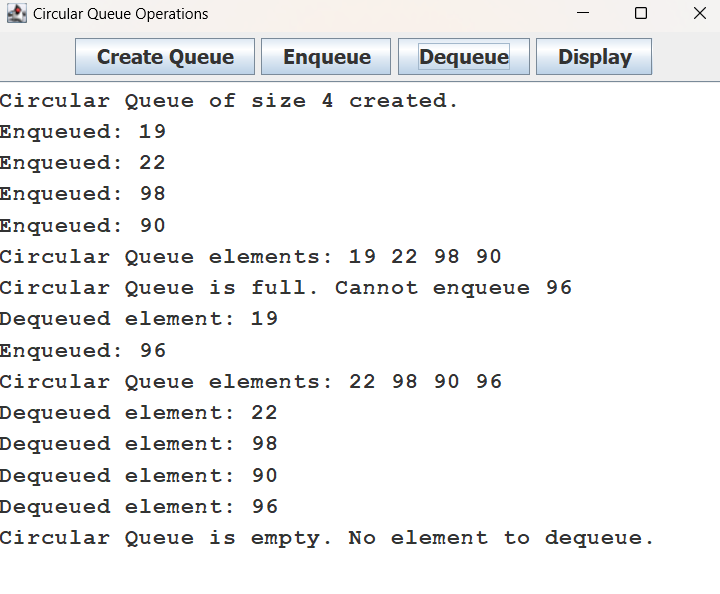 Circular Queue Operations
Create Queue Enqueue Dequeue Display
Circular Queue of size 4 created.
Enqueued: 19
Enqueued: 22
Enqueued: 98
Enqueued: 90
Circular Queue elements: 19 22 98 90
Circular Queue is full. Cannot enqueue 96
Dequeued element: 19
Enqueued: 96
Circular Queue elements: 22 98 90 96
Dequeued element: 22
Dequeued element: 98
Dequeued element: 90
Dequeued element: 96
Circular Queue is empty. No element to dequeue.